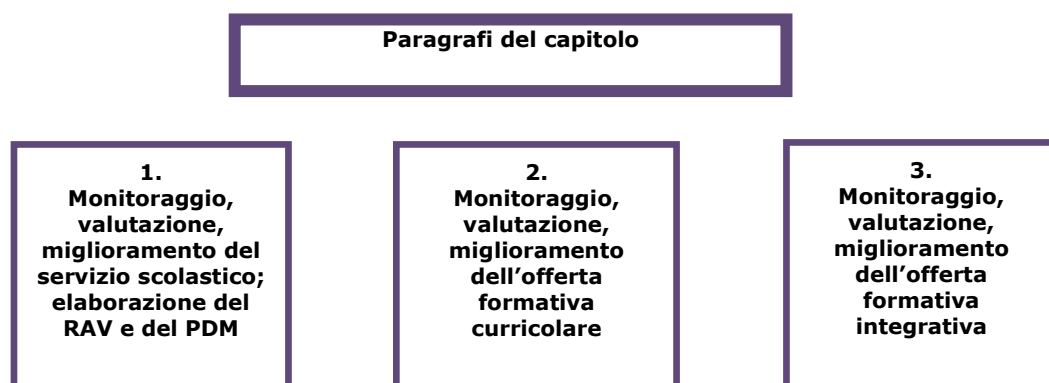 Paragrafi del capitolo
1.
Monitoraggio,
valutazione,
miglioramento del
servizio scolastico;
elaborazione del
RAV e del PDM
2.
Monitoraggio,
valutazione,
miglioramento
dell’offerta
formativa
curricolare
3.
Monitoraggio,
valutazione,
miglioramento
dell’offerta
formativa
integrativa